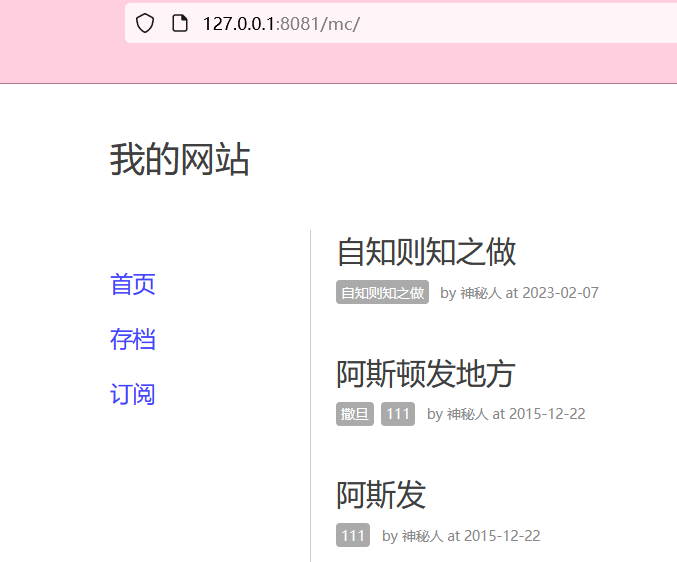 127.0.0.1:8081/mc/
我的网站
首页
存档
订阅
自知则知之做
自知则知之做 by 神秘人 at 2023-02-07
阿斯顿发地方
撒旦 111 by 神秘人 at 2015-12-22
阿斯发
111 by 神秘人 at 2015-12-22